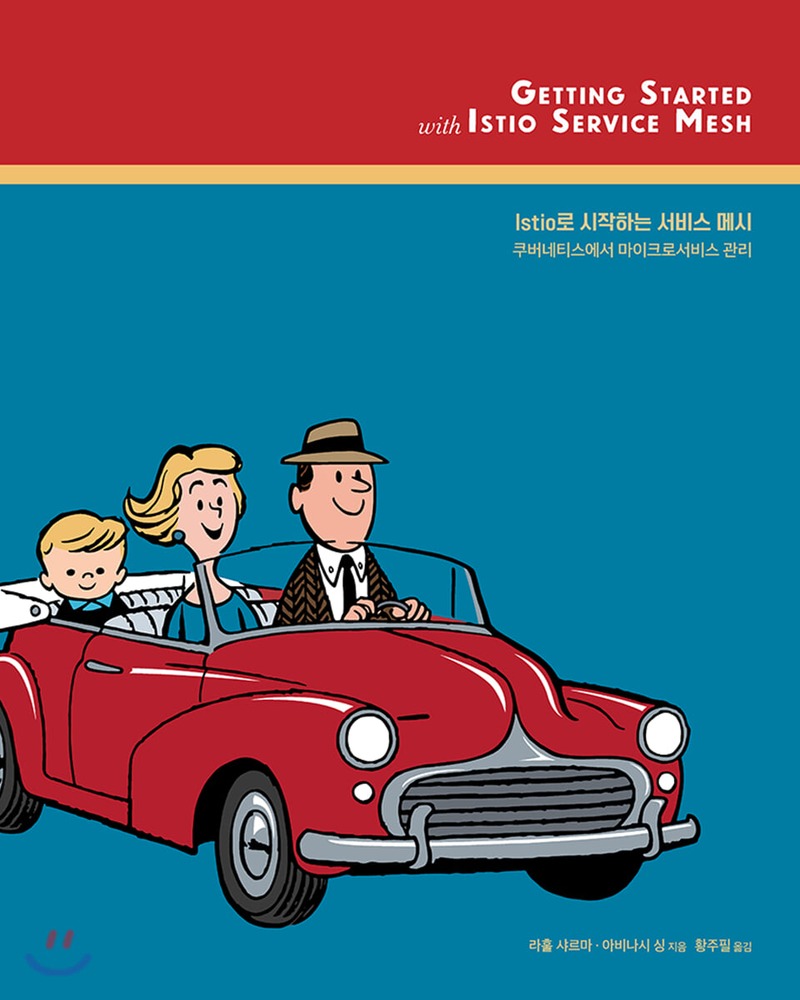 GETTING STARTED
with ISTIO SERVICE MESH
Istio로 시작하는 서비스 메시
쿠버네티스에서 마이크로서비스 관리
라훌 샤르마 · 아비나시 싱 지음 황주필 옮김